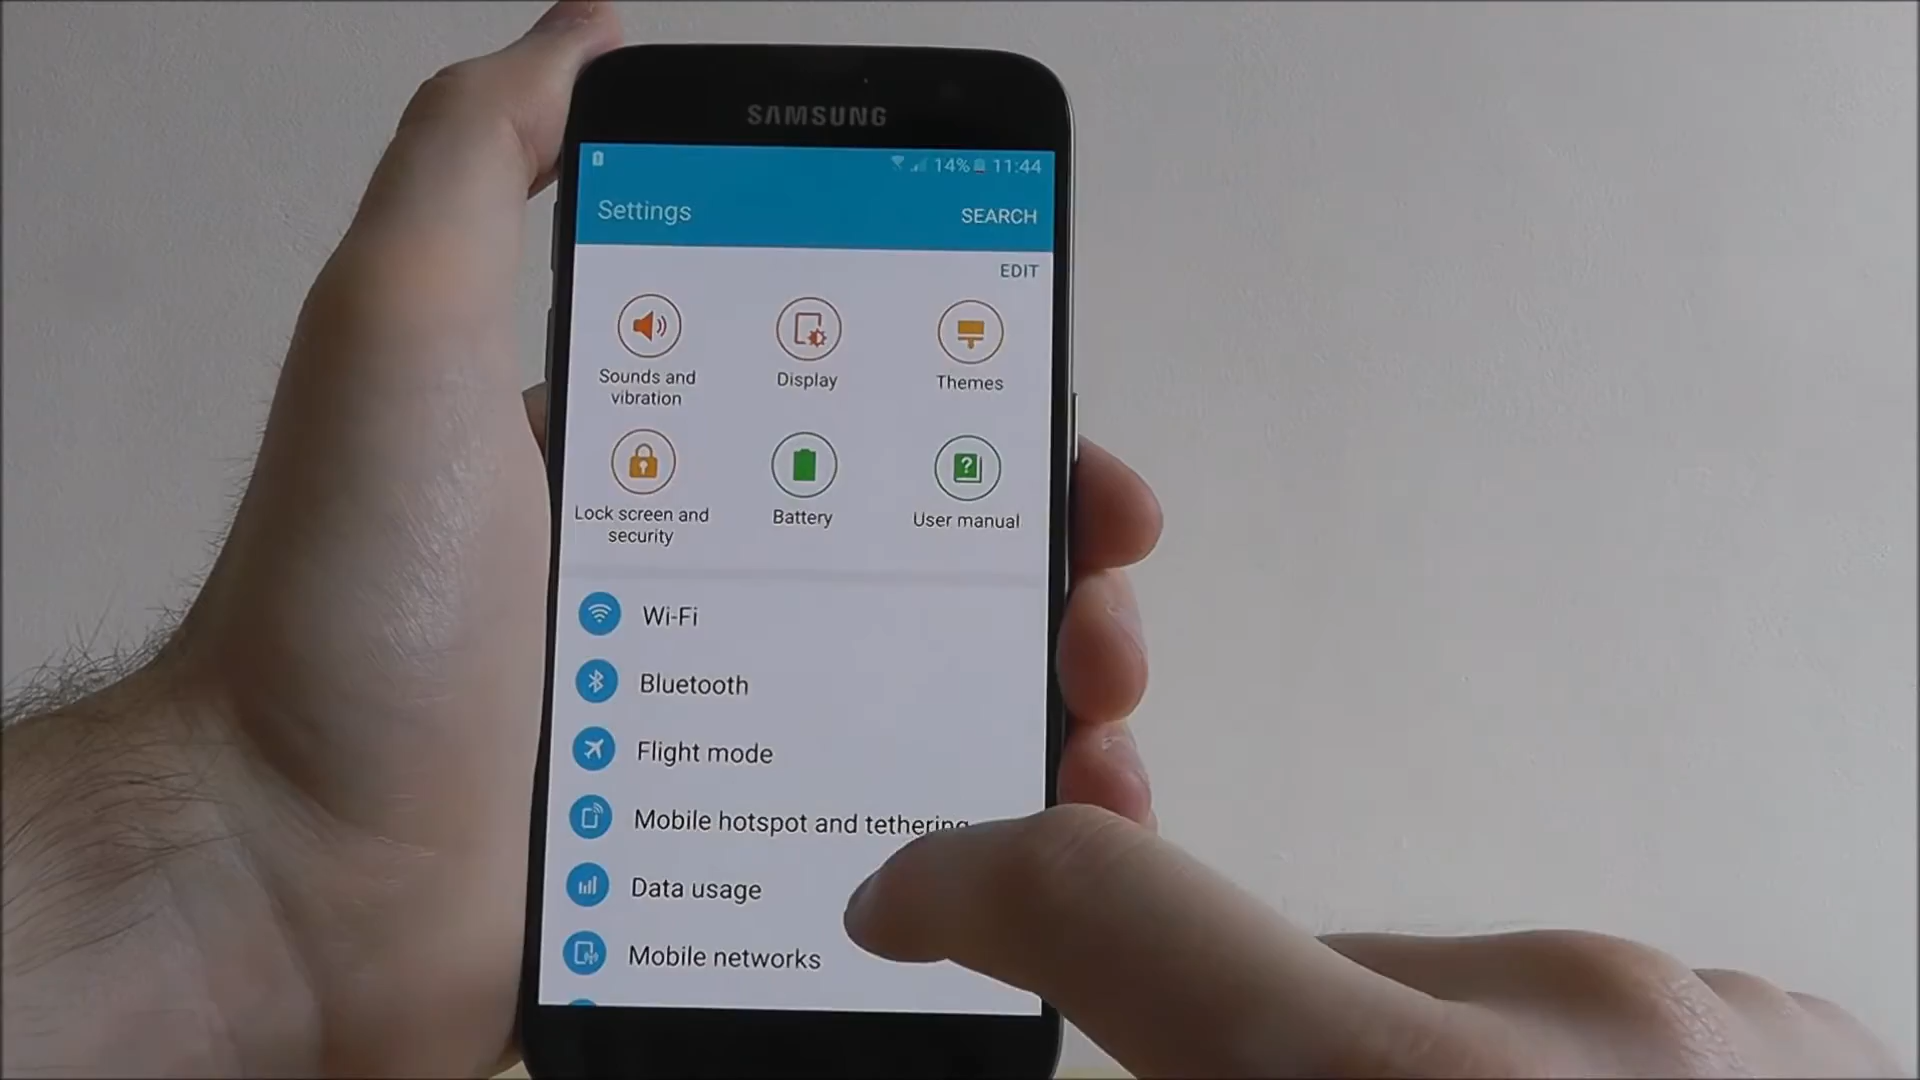 SAMSUNG
14% 11:44
Settings
SEARCH
EDIT
Sounds and
vibration
Display
Themes
Lock screen and
security
Battery
User manual
Wi-Fi
Bluetooth
Flight mode
Mobile hotspot and tethering
Data usage
Mobile networks